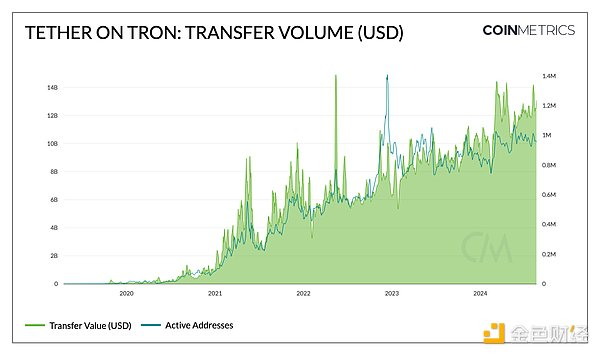 TETHER ON TRON: TRANSFER VOLUME (USD)
COINMETRICS
14B
12B
10B
8B
6B
4B
2B
0
1.4M
1.2M
1M
0.8M
0.6M
0.4M
0.2M
0
2020
2021
2022
2023
2024
CM
Transfer Value (USD)
Active Addresses
金色财经